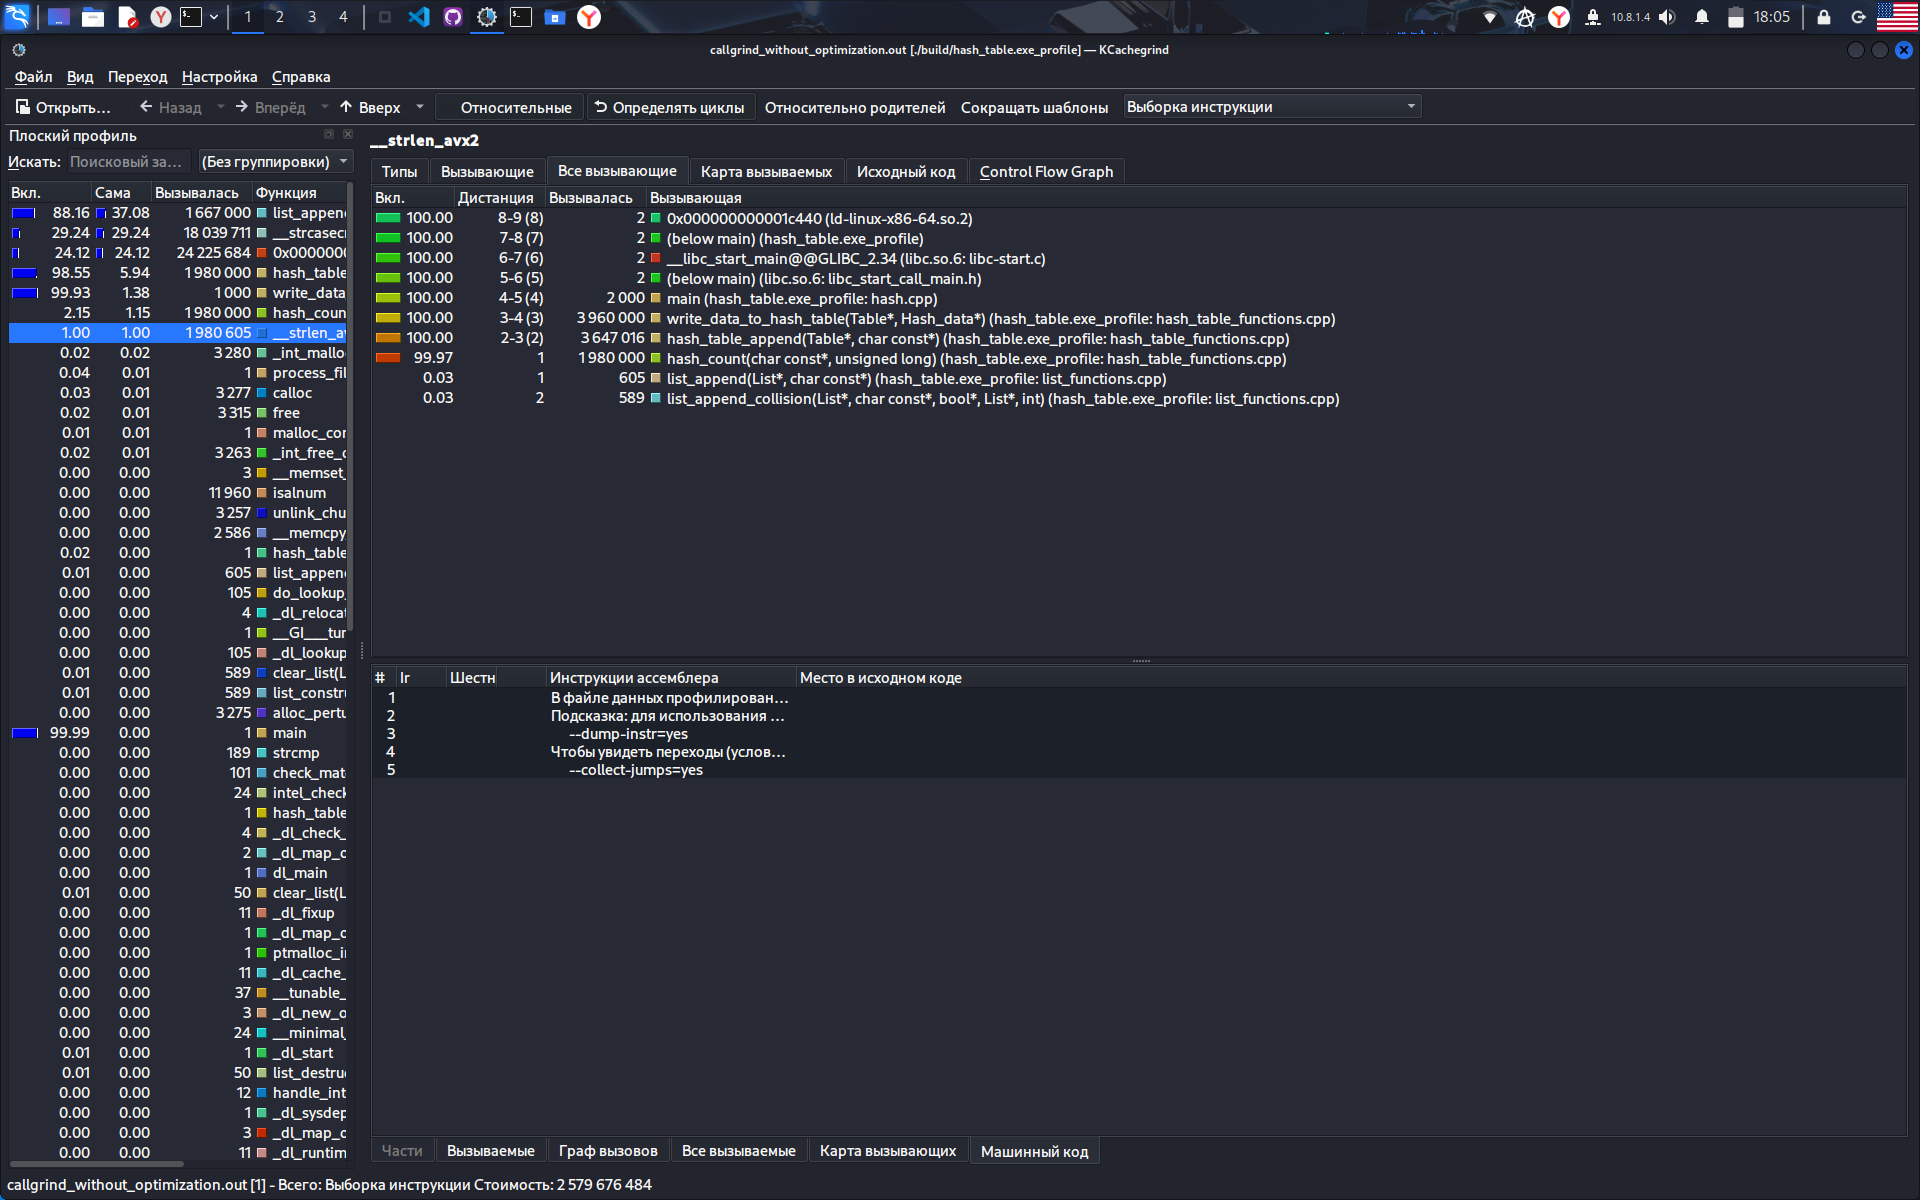 1 2 3 4
10.8.1.4 18:05
callgrind_without_optimization.out [./build/hash_table.exe_profile] — KCachegrind
Файл Вид Переход Настройка Справка
Открыть... Назад Вперёд Вверх Относительные Определять циклы Относительно родителей Сокращать шаблоны Выборка инструкции
Плоский профиль
Искать: Поисковый за... (Без группировки)
Вкл. Сама Вызывалась Функция
88.16 37.08 1 667 000 list_appen
29.24 29.24 18 039 711 __strcasecr
24.12 24.12 24 225 684 0x0000000
98.55 5.94 1 980 000 hash_table
99.93 1.38 1 000 write_data
2.15 1.15 1 980 000 hash_coun
1.00 1.00 1 980 605 __strlen_av
0.02 0.02 3 280 _int_mallo
0.04 0.01 1 process_fil
0.03 0.01 3 277 calloc
0.02 0.01 3 315 free
0.01 0.01 1 malloc_cor
0.02 0.01 3 263 _int_free_c
0.00 0.00 3 __memset_
0.00 0.00 11 960 isalnum
0.00 0.00 3 257 unlink_chu
0.00 0.00 2 586 __memcpy
0.02 0.00 1 hash_table
0.01 0.00 605 list_appen
0.00 0.00 105 do_lookup_
0.00 0.00 4 _dl_relocat
0.00 0.00 1 __GI___tun
0.00 0.00 105 _dl_lookup
0.01 0.00 589 clear_list(L
0.01 0.00 589 list_constru
0.00 0.00 3 275 alloc_pertu
99.99 0.00 1 main
0.00 0.00 189 strcmp
0.00 0.00 101 check_mat
0.00 0.00 24 intel_check
0.00 0.00 1 hash_table
0.00 0.00 4 _dl_check_
0.00 0.00 2 _dl_map_o
0.00 0.00 1 dl_main
0.01 0.00 50 clear_list(L
0.00 0.00 11 _dl_fixup
0.00 0.00 1 _dl_map_o
0.00 0.00 1 ptmalloc_i
0.00 0.00 11 _dl_cache_
0.00 0.00 37 __tunable_
0.00 0.00 3 _dl_new_o
0.00 0.00 24 __minimal_
0.01 0.00 1 _dl_start
0.01 0.00 50 list_destru
0.00 0.00 12 handle_int
0.00 0.00 1 _dl_sysdep
0.00 0.00 3 _dl_map_o
0.00 0.00 11 _dl_runtim
__strlen_avx2
Типы Вызывающие Все вызывающие Карта вызываемых Исходный код Control Flow Graph
Вкл. Дистанция Вызывалась Вызывающая
100.00 8-9 (8) 2 0x000000000001c440 (ld-linux-x86-64.so.2)
100.00 7-8 (7) 2 (below main) (hash_table.exe_profile)
100.00 6-7 (6) 2 __libc_start_main@@GLIBC_2.34 (libc.so.6: libc-start.c)
100.00 5-6 (5) 2 (below main) (libc.so.6: libc_start_call_main.h)
100.00 4-5 (4) 2 000 main (hash_table.exe_profile: hash.cpp)
100.00 3-4 (3) 3 960 000 write_data_to_hash_table(Table*, Hash_data*) (hash_table.exe_profile: hash_table_functions.cpp)
100.00 2-3 (2) 3 647 016 hash_table_append(Table*, char const*) (hash_table.exe_profile: hash_table_functions.cpp)
99.97 1 1 980 000 hash_count(char const*, unsigned long) (hash_table.exe_profile: hash_table_functions.cpp)
0.03 1 605 list_append(List*, char const*) (hash_table.exe_profile: list_functions.cpp)
0.03 2 589 list_append_collision(List*, char const*, bool*, List*, int) (hash_table.exe_profile: list_functions.cpp)
# Ir Шестн Инструкции ассемблера Место в исходном коде
1 В файле данных профилирован...
2 Подсказка: для использования ...
3 --dump-instr=yes
4 Чтобы увидеть переходы (услов...
5 --collect-jumps=yes
Части Вызываемые Граф вызовов Все вызываемые Карта вызывающих Машинный код
callgrind_without_optimization.out [1] - Всего: Выборка инструкции Стоимость: 2 579 676 484